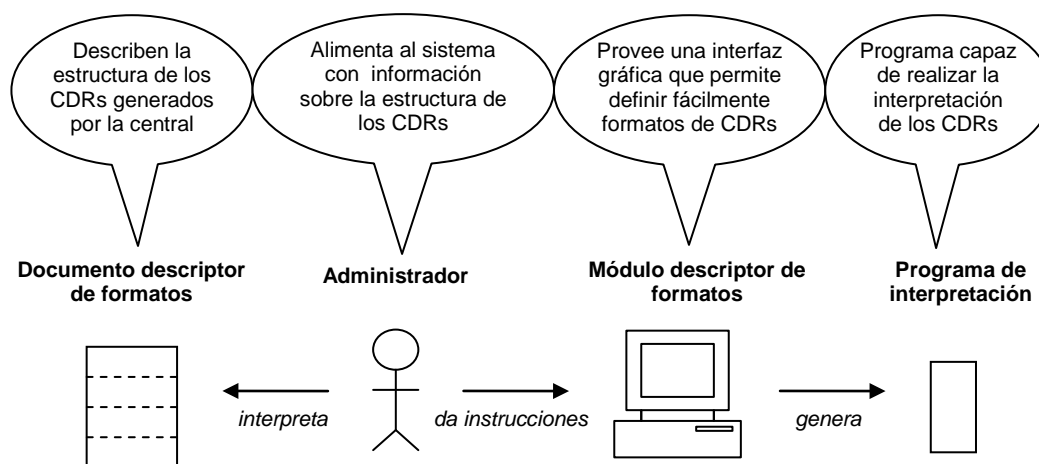 Describen la
estructura de los
CDRs generados
por la central
Alimenta al sistema
con información
sobre la estructura de
los CDRs
Provee una interfaz
gráfica que permite
definir fácilmente
formatos de CDRs
Programa capaz
de realizar la
interpretación
de los CDRs
Documento descriptor
de formatos
Administrador
Módulo descriptor de
formatos
Programa de
interpretación
interpreta
da instrucciones
genera